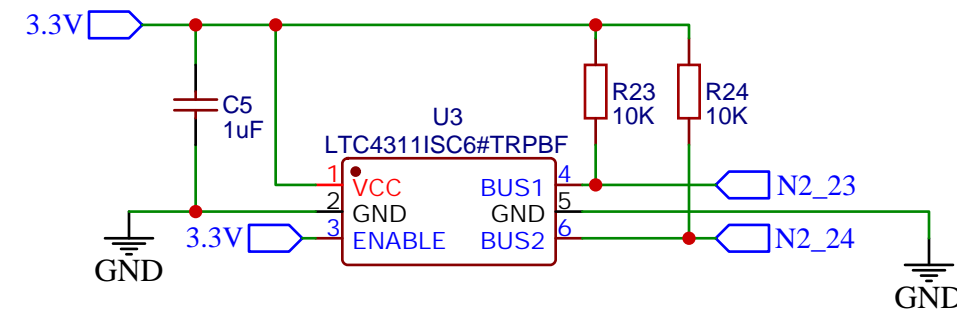 3.3V
C5
1uF
R23
10K
R24
10K
U3
LTC4311ISC6#TRPBF
1
VCC
BUS1
4
N2_23
2
GND
GND
5
3.3V
3
ENABLE
BUS2
6
N2_24
GND
GND